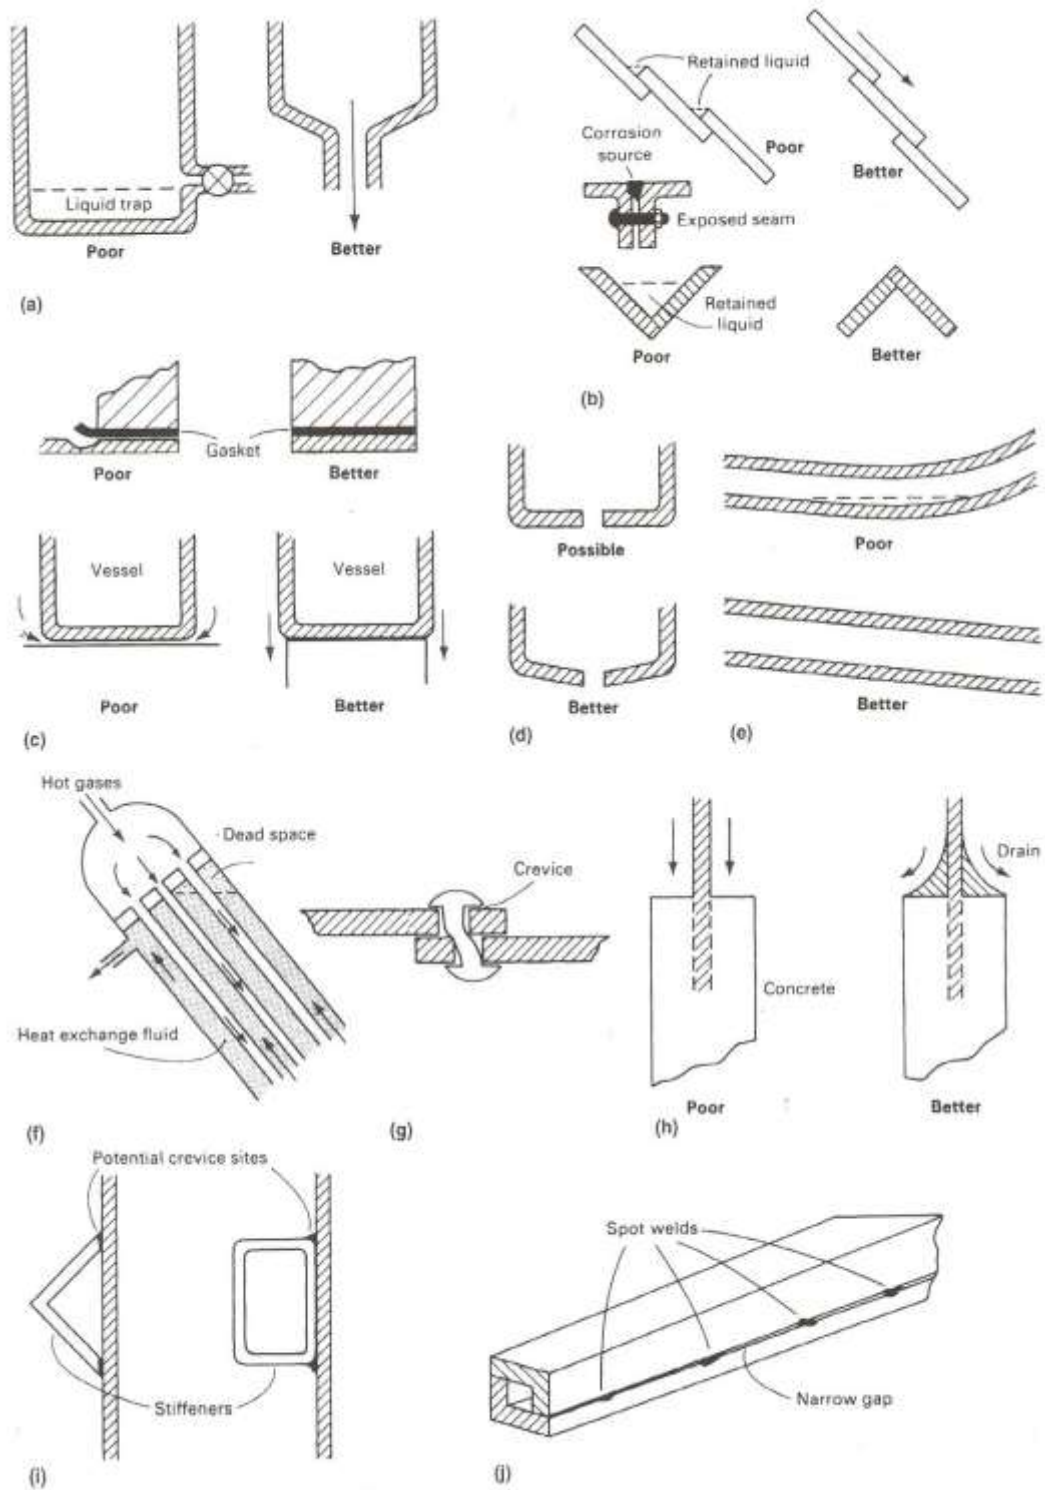 Liquid trap
Poor
Better
(a)
Retained liquid
Poor
Better
Corrosion
source
Exposed seam
Retained
liquid
Poor
Better
(b)
Gasket
Poor
Better
Vessel
Vessel
Poor
Better
(c)
Possible
Better
(d)
Poor
Better
(e)
Hot gases
Dead space
Heat exchange fluid
(f)
Crevice
(g)
Concrete
Poor
Drain
Better
(h)
Potential crevice sites
Stiffeners
(i)
Spot welds
Narrow gap
(j)